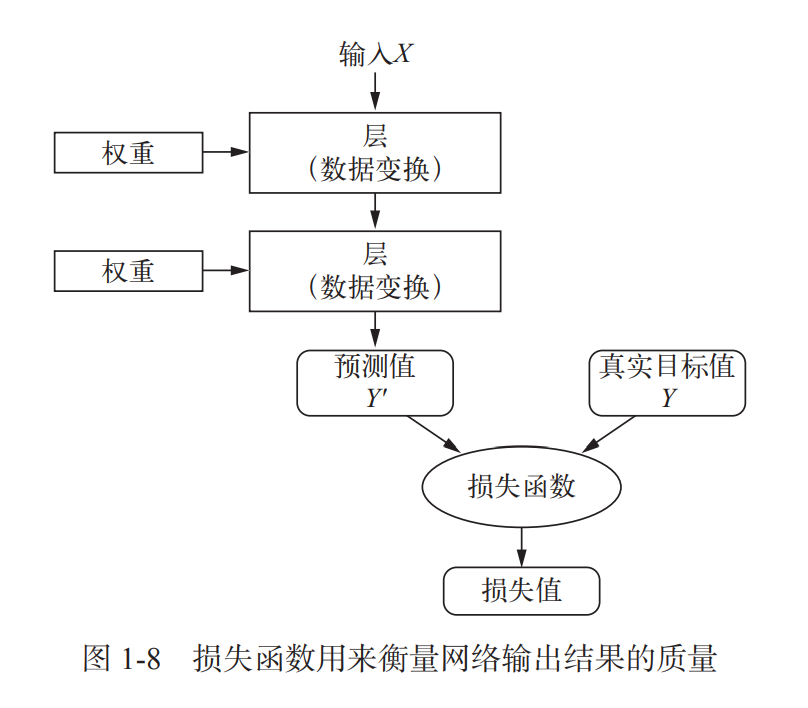 输入X
权重
层
（数据变换）
权重
层
（数据变换）
预测值
Y'
真实目标值
Y
损失函数
损失值
图 1-8 损失函数用来衡量网络输出结果的质量